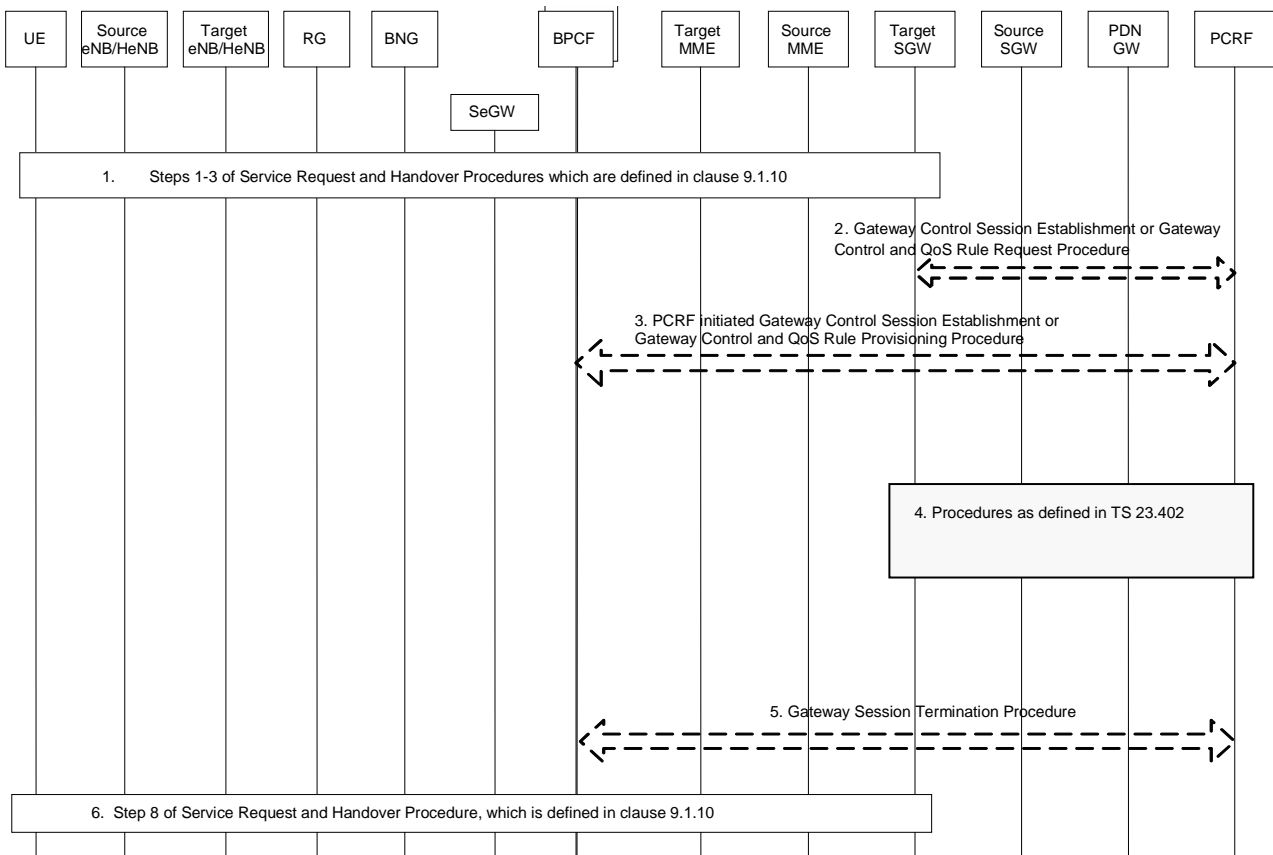 UE
Source
eNB/HeNB
Target
eNB/HeNB
RG
BNG
BPCF
Target
MME
Source
MME
Target
SGW
Source
SGW
PDN
GW
PCRF
SeGW
1. Steps 1-3 of Service Request and Handover Procedures which are defined in clause 9.1.10
2. Gateway Control Session Establishment or Gateway
Control and QoS Rule Request Procedure
3. PCRF initiated Gateway Control Session Establishment or
Gateway Control and QoS Rule Provisioning Procedure
4. Procedures as defined in TS 23.402
5. Gateway Session Termination Procedure
6. Step 8 of Service Request and Handover Procedure, which is defined in clause 9.1.10